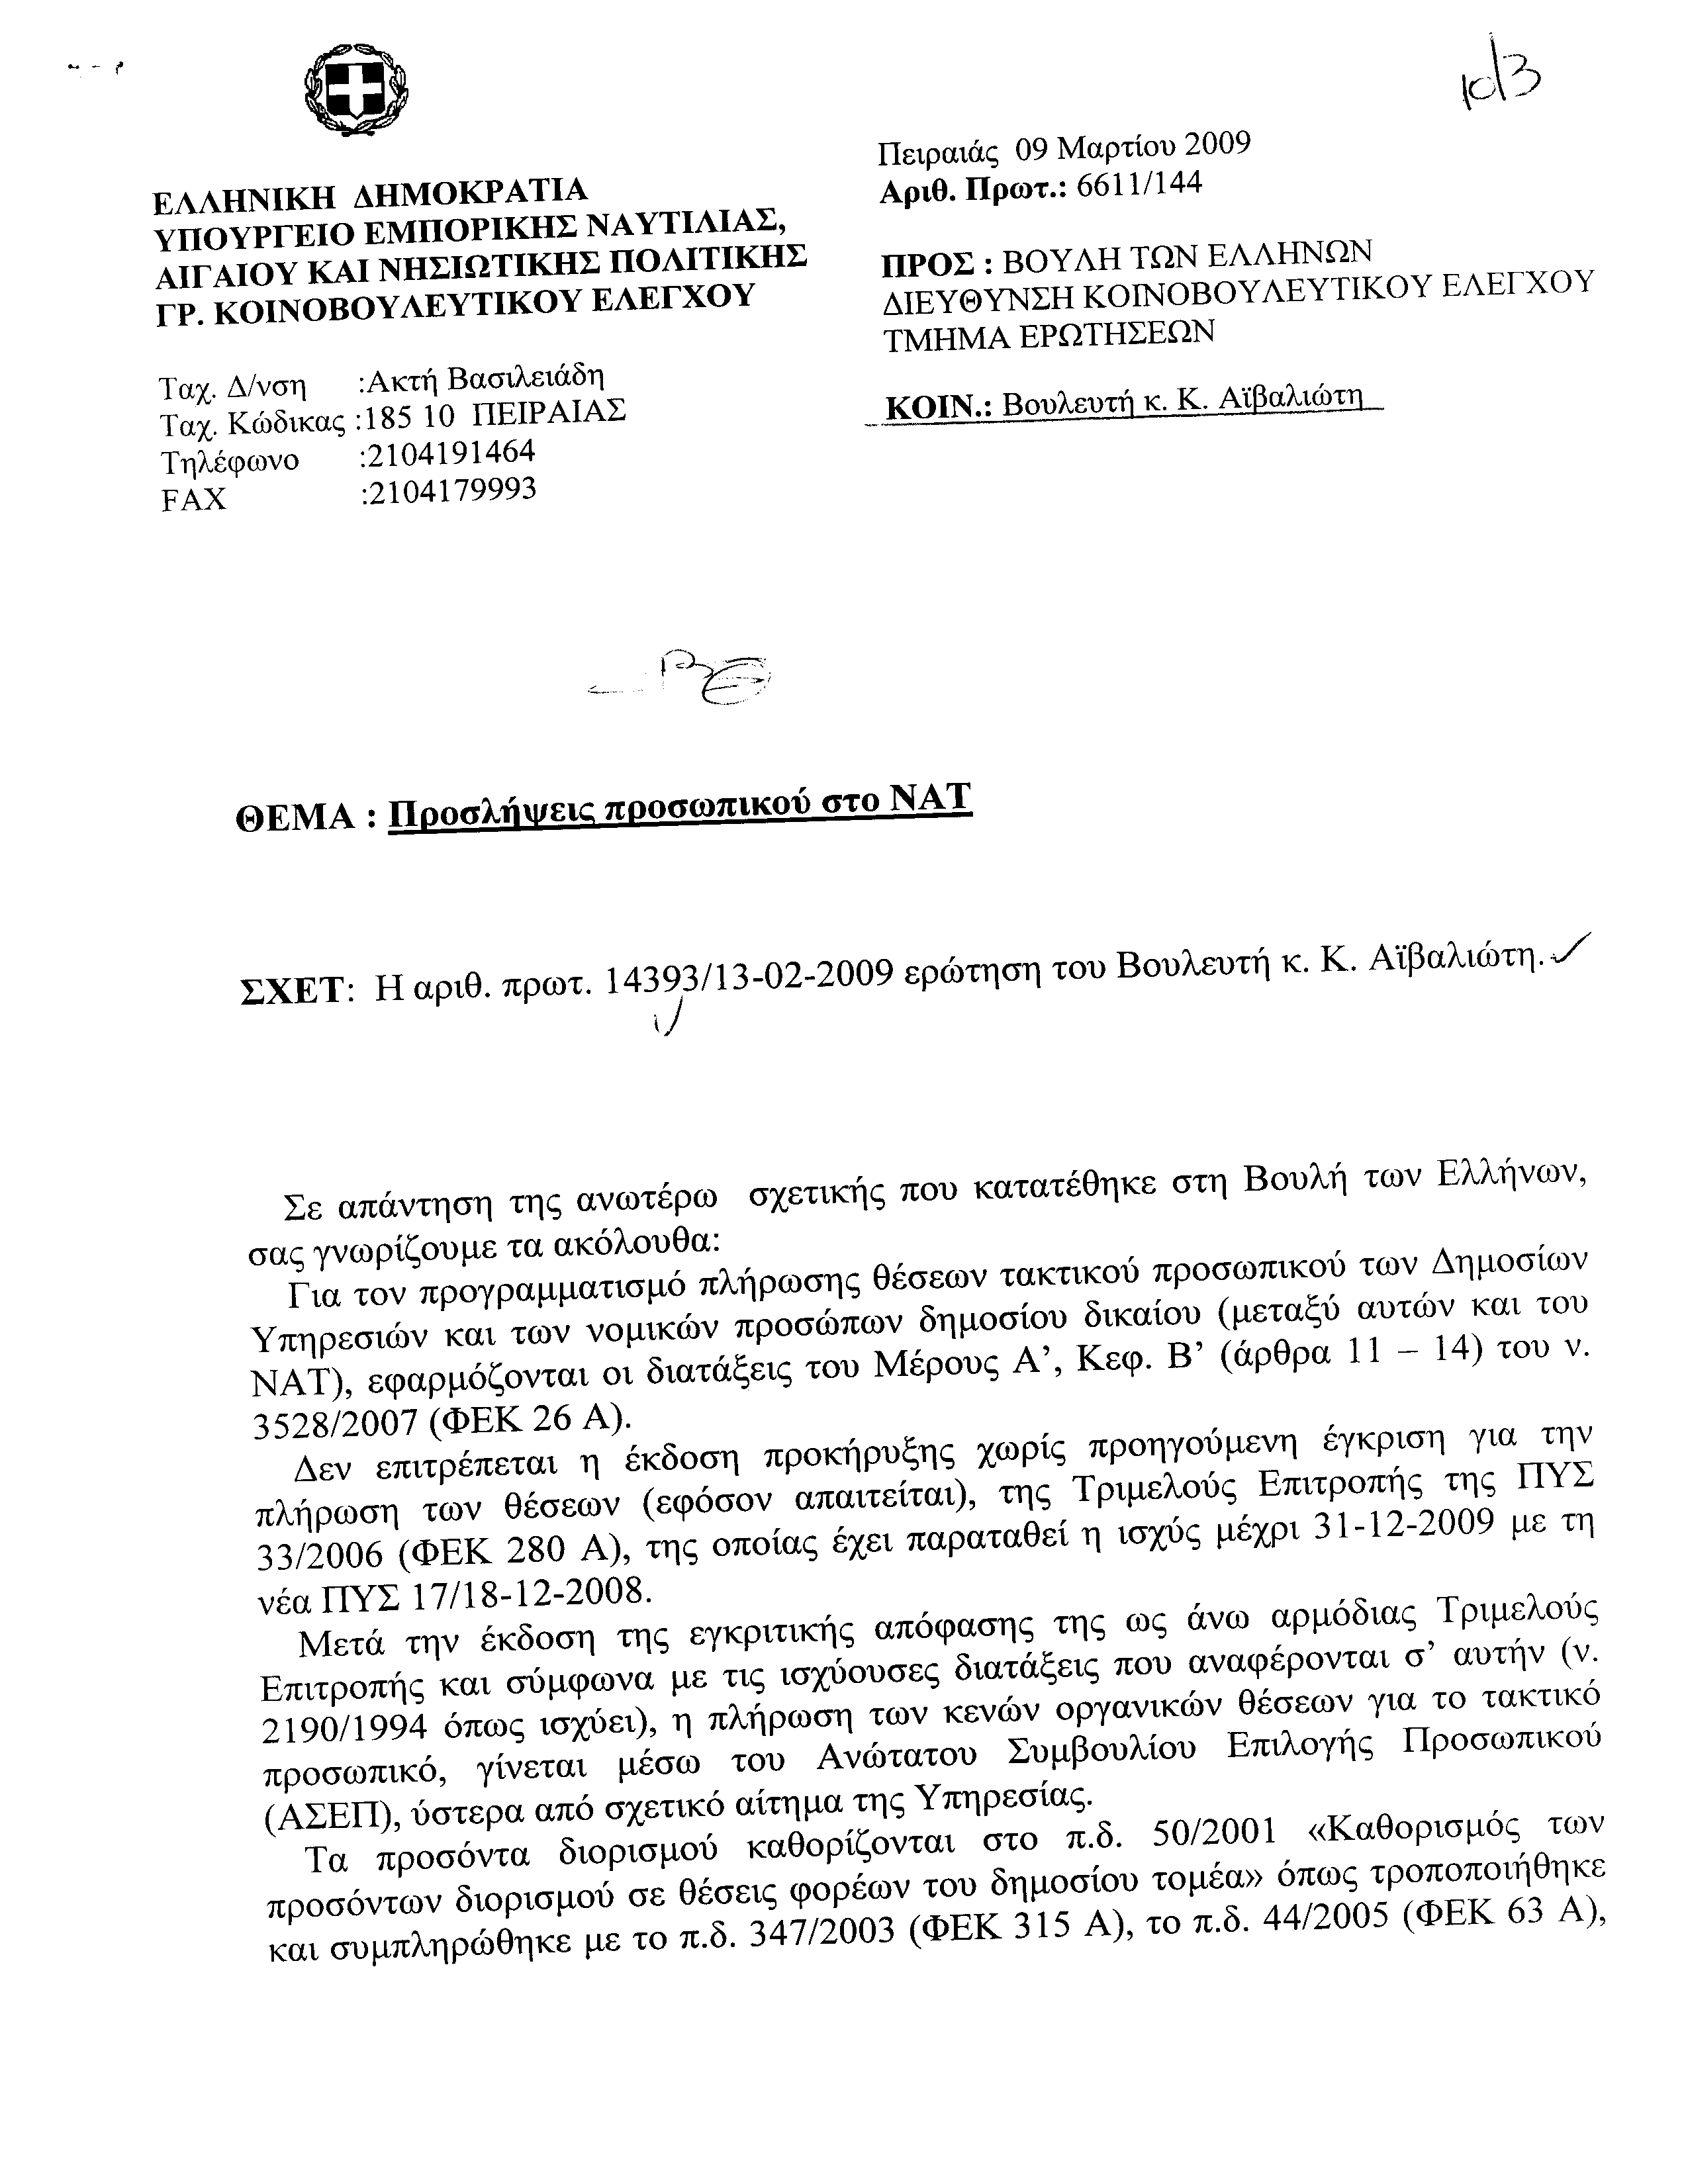 10/3
ΕΛΛΗΝΙΚΗ ΔΗΜΟΚΡΑΤΙΑ
ΥΠΟΥΡΓΕΙΟ ΕΜΠΟΡΙΚΗΣ ΝΑΥΤΙΛΙΑΣ,
ΑΙΓΑΙΟΥ ΚΑΙ ΝΗΣΙΩΤΙΚΗΣ ΠΟΛΙΤΙΚΗΣ
ΓΡ. ΚΟΙΝΟΒΟΥΛΕΥΤΙΚΟΥ ΕΛΕΓΧΟΥ
Ταχ. Δ/νση :Ακτή Βασιλειάδη
Ταχ. Κώδικας :185 10 ΠΕΙΡΑΙΑΣ
Τηλέφωνο :2104191464
FAX :2104179993
Πειραιάς 09 Μαρτίου 2009
Αριθ. Πρωτ.: 6611/144
ΠΡΟΣ : ΒΟΥΛΗ ΤΩΝ ΕΛΛΗΝΩΝ
ΔΙΕΥΘΥΝΣΗ ΚΟΙΝΟΒΟΥΛΕΥΤΙΚΟΥ ΕΛΕΓΧΟΥ
ΤΜΗΜΑ ΕΡΩΤΗΣΕΩΝ
ΚΟΙΝ.: Βουλευτή κ. Κ. Αϊβαλιώτη
ΘΕΜΑ : Προσλήψεις προσωπικού στο ΝΑΤ
ΣΧΕΤ: Η αριθ. πρωτ. 14393/13-02-2009 ερώτηση του Βουλευτή κ. Κ. Αϊβαλιώτη.
Σε απάντηση της ανωτέρω σχετικής που κατατέθηκε στη Βουλή των Ελλήνων,
σας γνωρίζουμε τα ακόλουθα:
Για τον προγραμματισμό πλήρωσης θέσεων τακτικού προσωπικού των Δημοσίων
Υπηρεσιών και των νομικών προσώπων δημοσίου δικαίου (μεταξύ αυτών και του
ΝΑΤ), εφαρμόζονται οι διατάξεις του Μέρους Α’, Κεφ. Β’ (άρθρα 11 – 14) του ν.
3528/2007 (ΦΕΚ 26 Α).
Δεν επιτρέπεται η έκδοση προκήρυξης χωρίς προηγούμενη έγκριση για την
πλήρωση των θέσεων (εφόσον απαιτείται), της Τριμελούς Επιτροπής της ΠΥΣ
33/2006 (ΦΕΚ 280 Α), της οποίας έχει παραταθεί η ισχύς μέχρι 31-12-2009 με τη
νέα ΠΥΣ 17/18-12-2008.
Μετά την έκδοση της εγκριτικής απόφασης της ως άνω αρμόδιας Τριμελούς
Επιτροπής και σύμφωνα με τις ισχύουσες διατάξεις που αναφέρονται σ’ αυτήν (ν.
2190/1994 όπως ισχύει), η πλήρωση των κενών οργανικών θέσεων για το τακτικό
προσωπικό, γίνεται μέσω του Ανώτατου Συμβουλίου Επιλογής Προσωπικού
(ΑΣΕΠ), ύστερα από σχετικό αίτημα της Υπηρεσίας.
Τα προσόντα διορισμού καθορίζονται στο π.δ. 50/2001 «Καθορισμός των
προσόντων διορισμού σε θέσεις φορέων του δημοσίου τομέα» όπως τροποποιήθηκε
και συμπληρώθηκε με το π.δ. 347/2003 (ΦΕΚ 315 Α), το π.δ. 44/2005 (ΦΕΚ 63 Α),